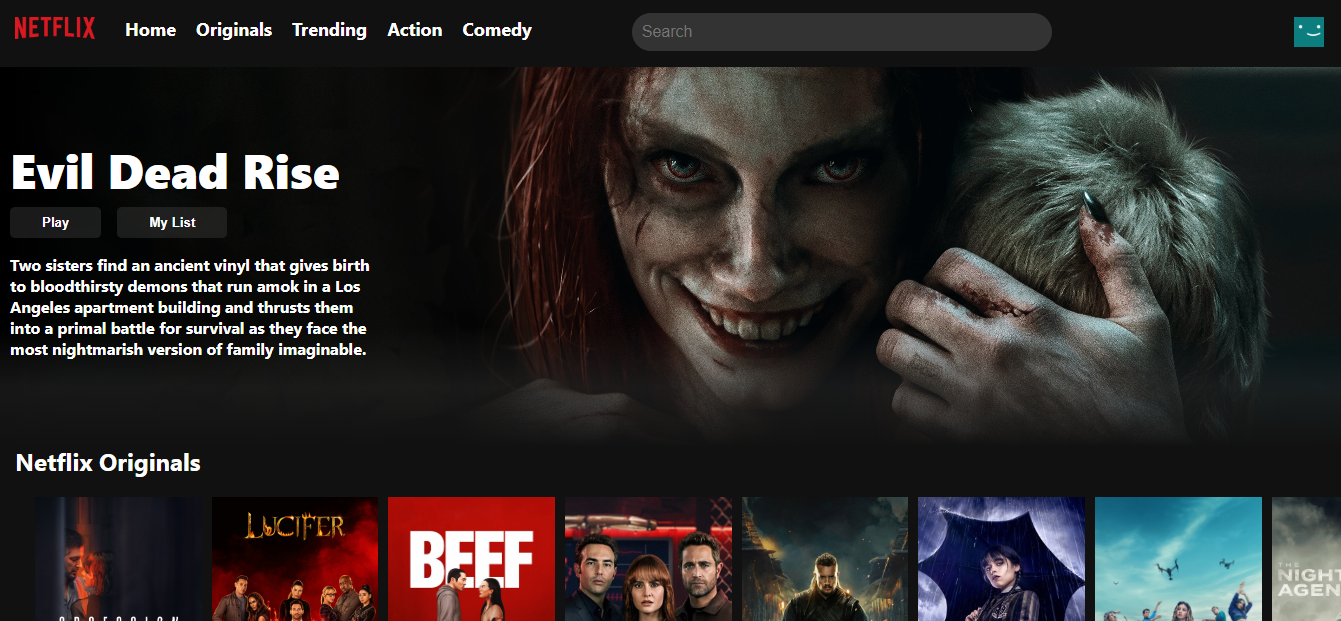 NETFLIX Home Originals Trending Action Comedy Search
Evil Dead Rise
Play My List
Two sisters find an ancient vinyl that gives birth
to bloodthirsty demons that run amok in a Los
Angeles apartment building and thrusts them
into a primal battle for survival as they face the
most nightmarish version of family imaginable.
Netflix Originals
LUCIFER
BEEF
THE
NIGHT
AGEN